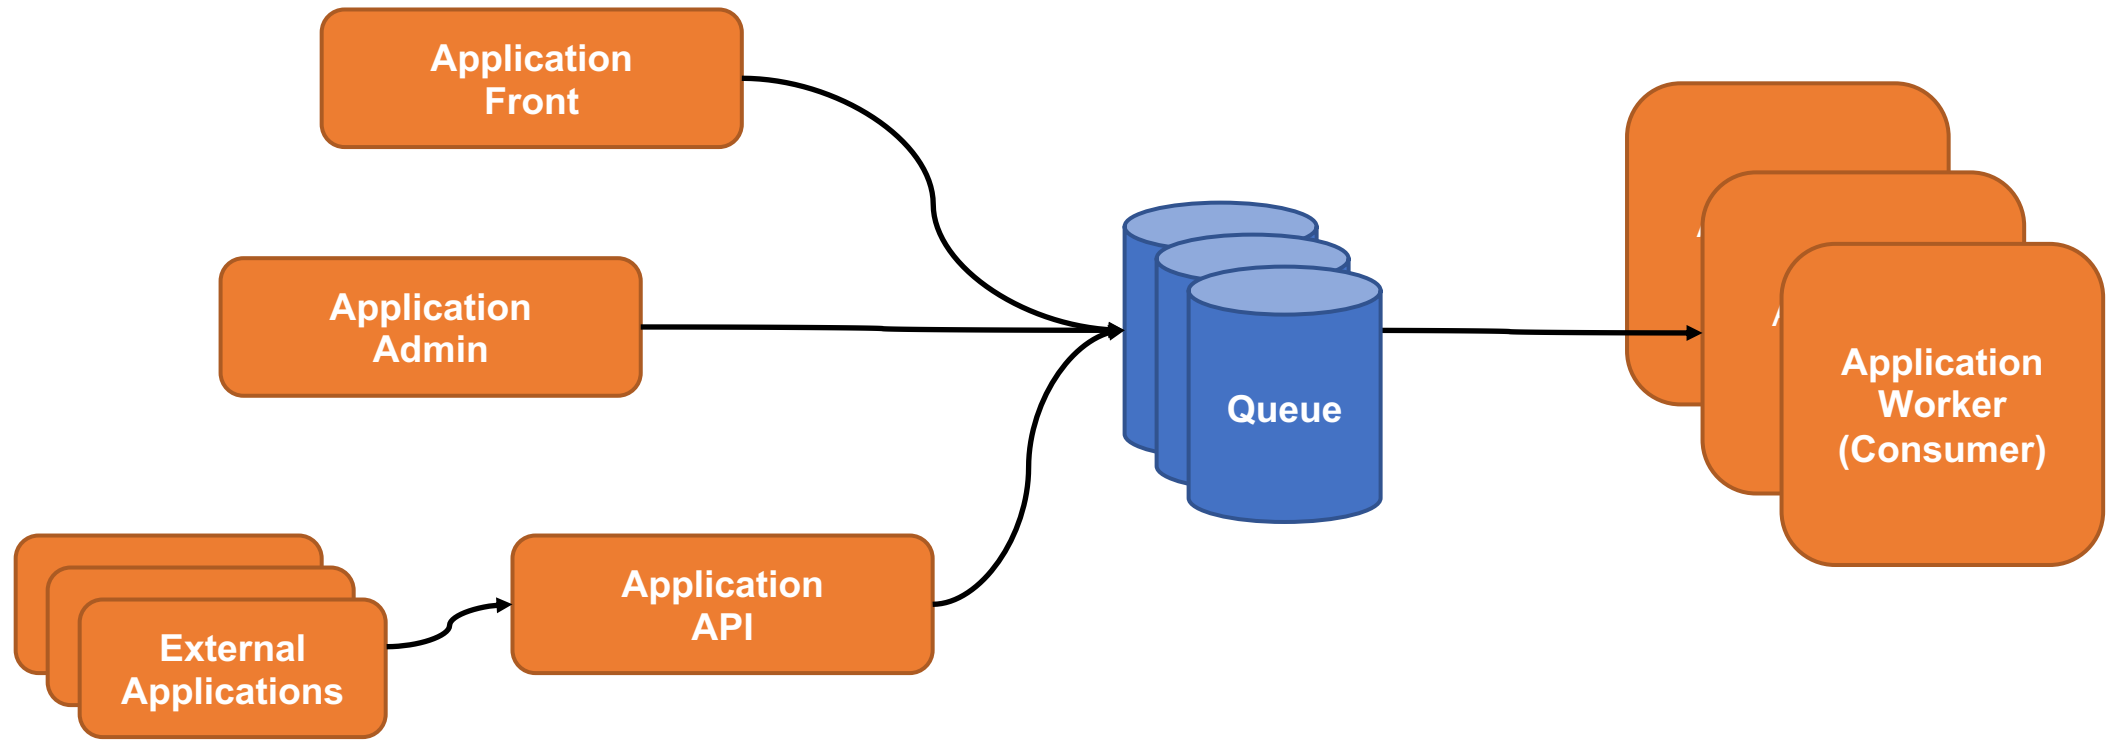 Application
Front
Application
Admin
External
Applications
Application
API
Queue
Application
Worker
(Consumer)